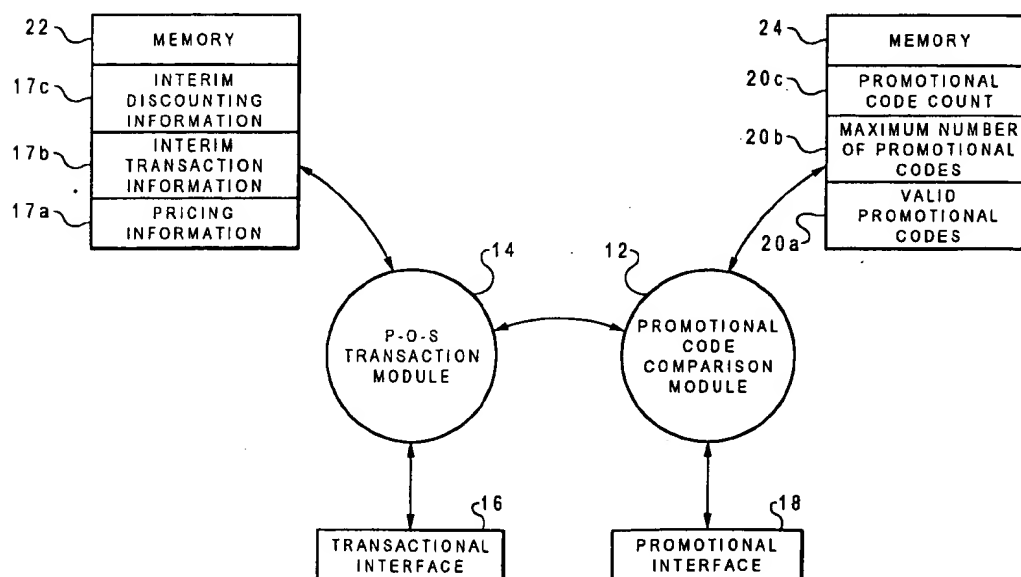 22
MEMORY
17c
INTERIM
DISCOUNTING
INFORMATION
17b
INTERIM
TRANSACTION
INFORMATION
17a
PRICING
INFORMATION
24
MEMORY
20c
PROMOTIONAL
CODE COUNT
20b
MAXIMUM NUMBER
OF PROMOTIONAL
CODES
20a
VALID
PROMOTIONAL
CODES
14
P-O-S
TRANSACTION
MODULE
12
PROMOTIONAL
CODE
COMPARISON
MODULE
16
TRANSACTIONAL
INTERFACE
18
PROMOTIONAL
INTERFACE